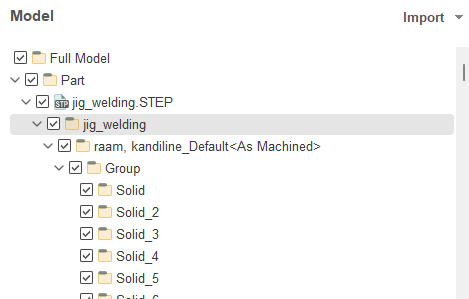 Model
Import
Full Model
Part
STP jig_welding.STEP
jig_welding
raam, kandiline_Default<As Machined>
Group
Solid
Solid_2
Solid_3
Solid_4
Solid_5